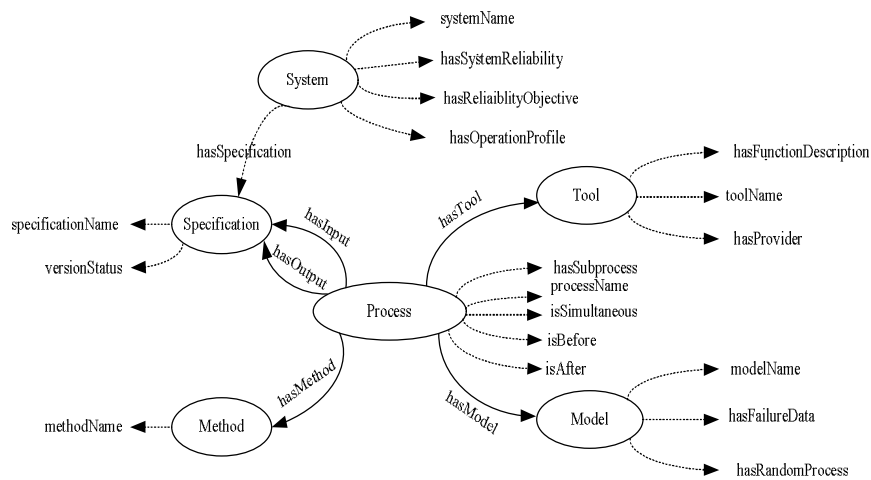 systemName
hasSystemReliability
System
hasReliaiblityObjective
hasOperationProfile
hasSpecification
hasFunctionDescription
hasTool
Tool
toolName
specificationName
Specification
hasInput
hasProvider
versionStatus
hasOutput
hasSubprocess
processName
Process
isSimultaneous
isBefore
isAfter
modelName
hasMethod
hasModel
methodName
Method
Model
hasFailureData
hasRandomProcess